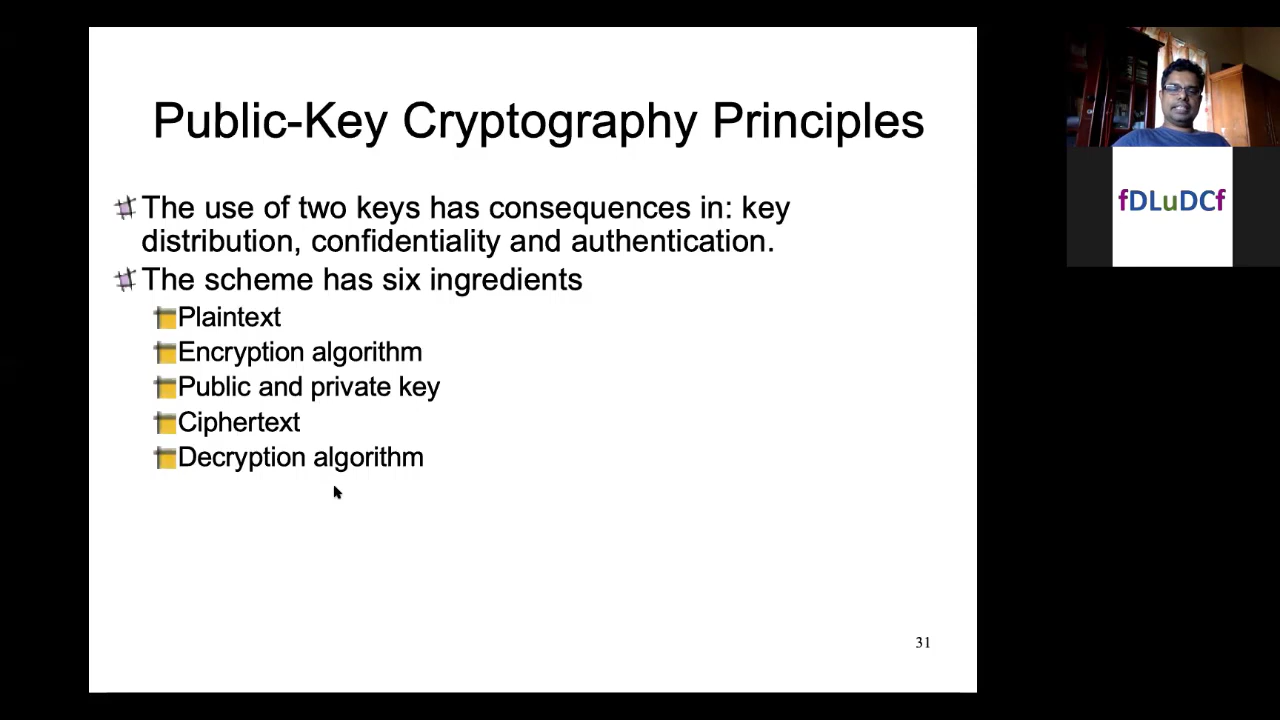 Public-Key Cryptography Principles
The use of two keys has consequences in: key
distribution, confidentiality and authentication.
The scheme has six ingredients
Plaintext
Encryption algorithm
Public and private key
Ciphertext
Decryption algorithm
31
fDLuDCf